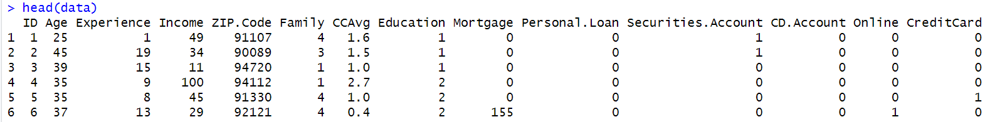 > head(data)
ID Age Experience Income ZIP.Code Family CCAvg Education Mortgage Personal.Loan Securities.Account CD.Account Online CreditCard
1 1 25 1 49 91107 4 1.6 1 0 0 1 0 0 0
2 2 45 19 34 90089 3 1.5 1 0 0 1 0 0 0
3 3 39 15 11 94720 1 1.0 1 0 0 0 0 0 0
4 4 35 9 100 94112 1 2.7 2 0 0 0 0 0 0
5 5 35 8 45 91330 4 1.0 2 0 0 0 0 0 1
6 6 37 13 29 92121 4 0.4 2 155 0 0 0 1 0